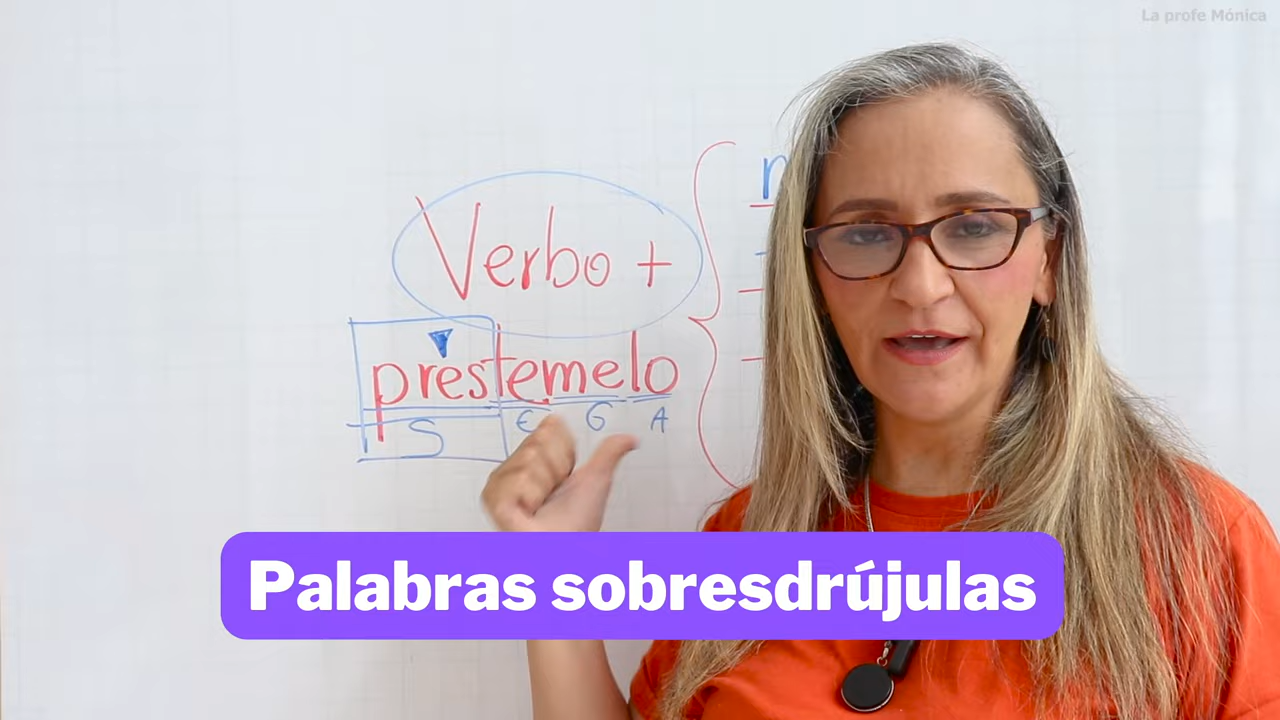 La profe Mónica
Verbo +
prestemelo
S E G A
Palabras sobresdrújulas